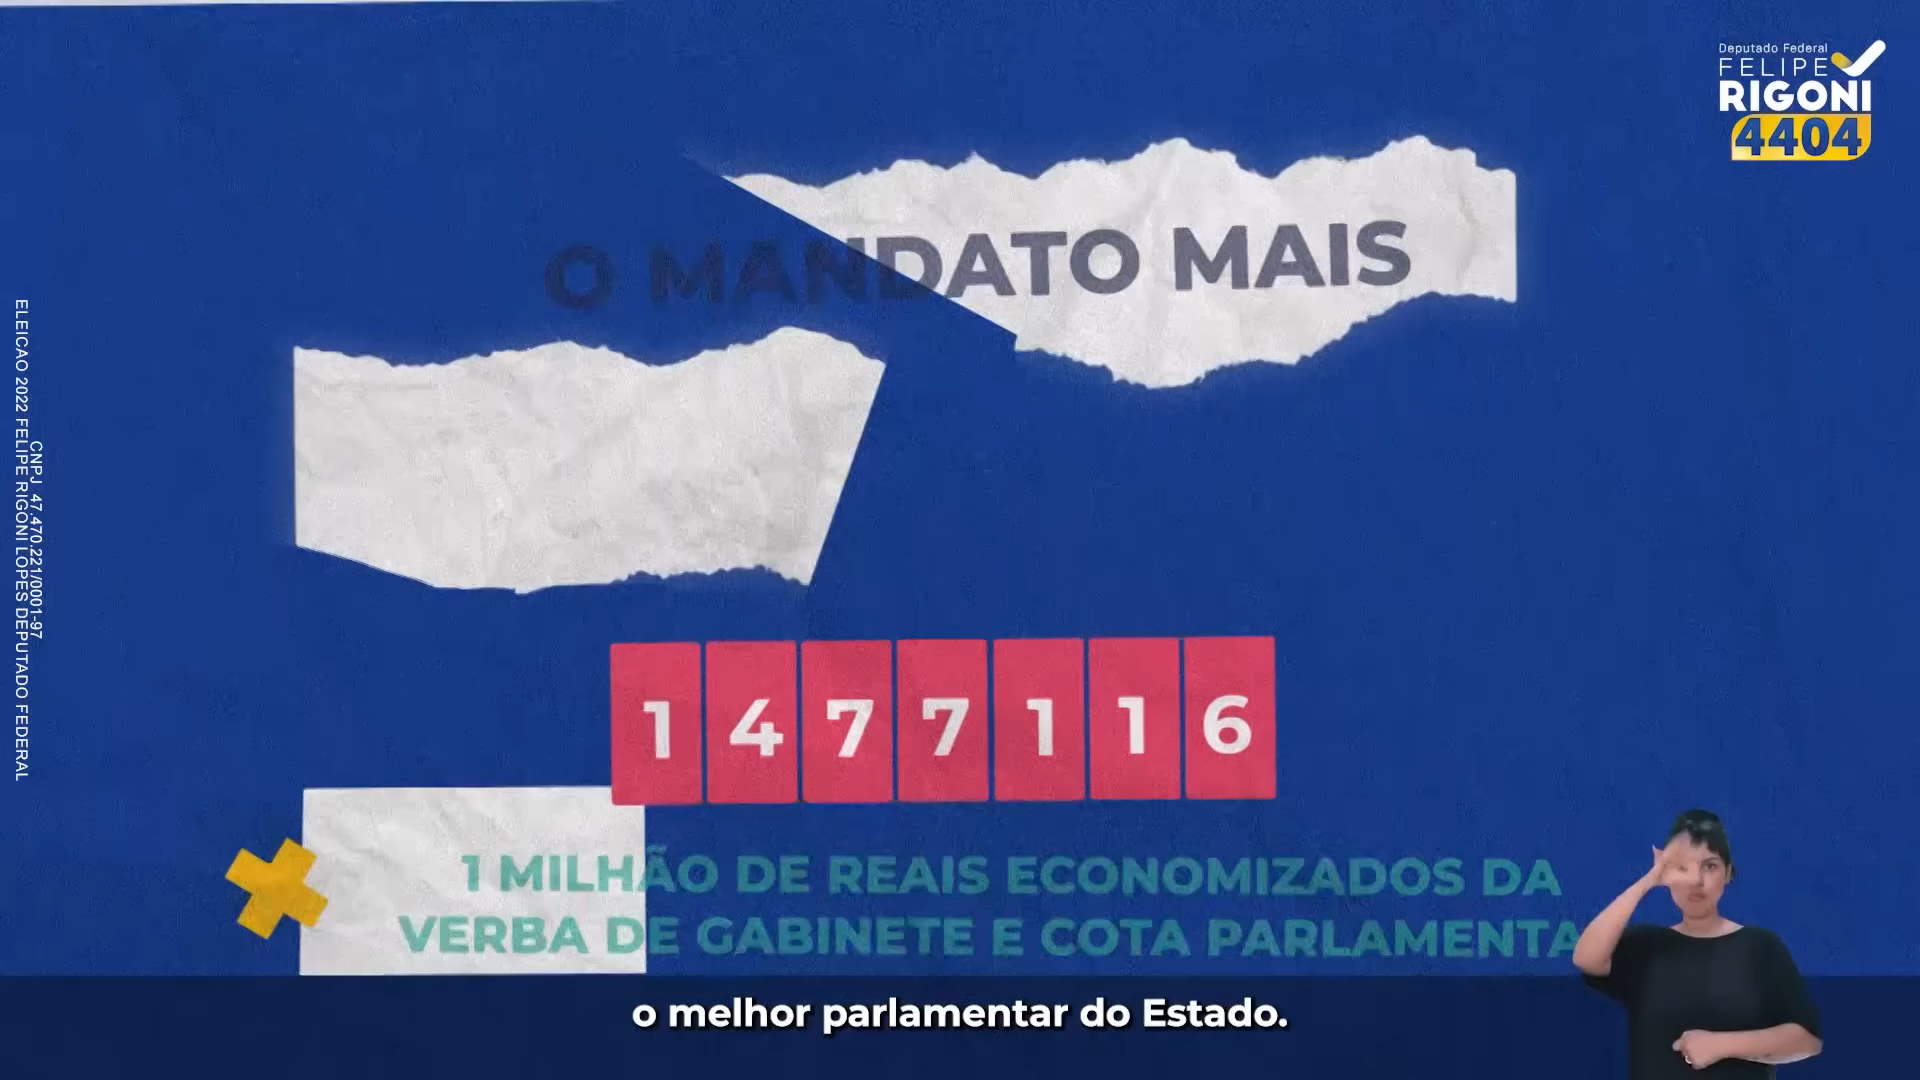 Deputado Federal
FELIPE
RIGONI
4404
O MANDATO MAIS
1477116
1 MILHÃO DE REAIS ECONOMIZADOS DA
VERBA DE GABINETE E COTA PARLAMENTA
o melhor parlamentar do Estado.
CNPJ 47.470.221/0001-97
ELEICAO 2022 FELIPE RIGONI LOPES DEPUTADO FEDERAL